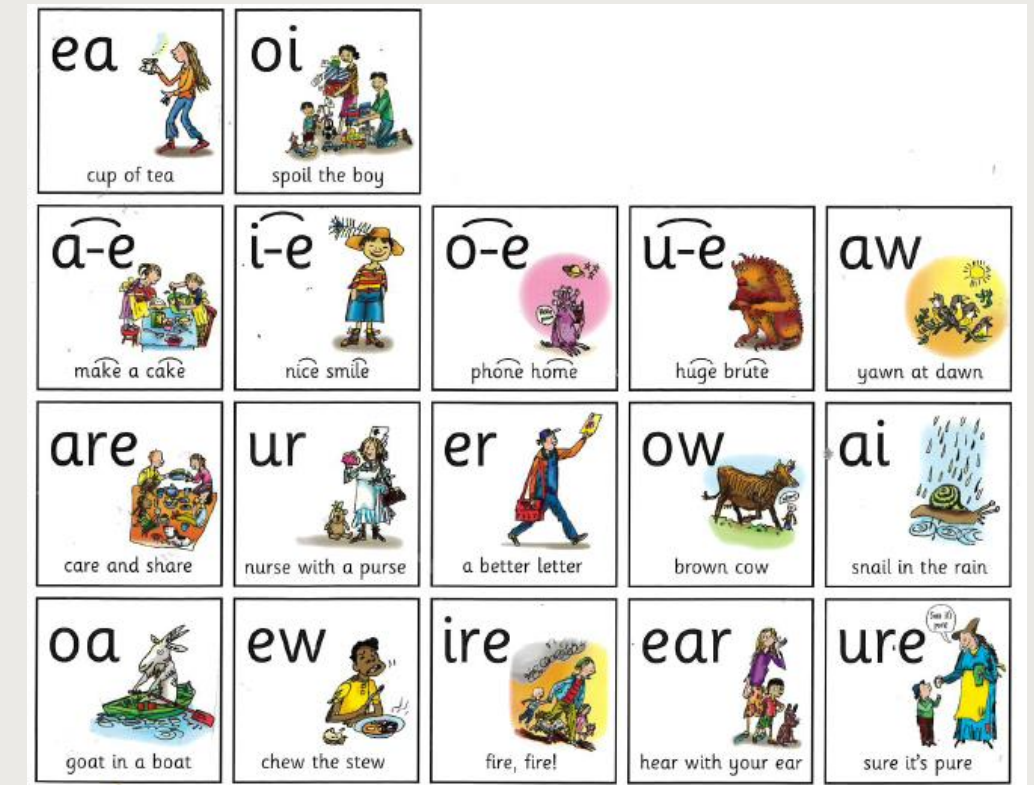 ea
cup of tea
oi
spoil the boy
a-e
make a cake
i-e
nice smile
o-e
phone home
u-e
huge brute
aw
yawn at dawn
are
care and share
ur
nurse with a purse
er
a better letter
ow
brown cow
ai
snail in the rain
oa
goat in a boat
ew
chew the stew
ire
fire, fire!
ear
hear with your ear
ure
sure it's pure